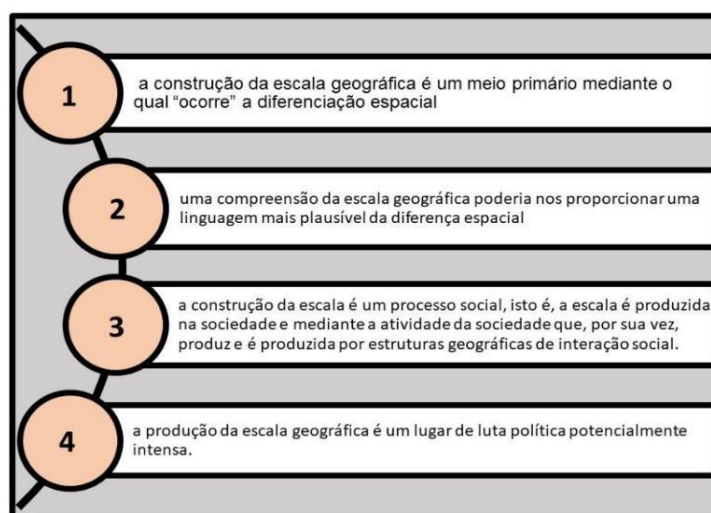 1
a construção da escala geográfica é um meio primário mediante o
qual “ocorre” a diferenciação espacial
2
uma compreensão da escala geográfica poderia nos proporcionar uma
linguagem mais plausível da diferença espacial
3
a construção da escala é um processo social, isto é, a escala é produzida
na sociedade e mediante a atividade da sociedade que, por sua vez,
produz e é produzida por estruturas geográficas de interação social.
4
a produção da escala geográfica é um lugar de luta política potencialmente
intensa.